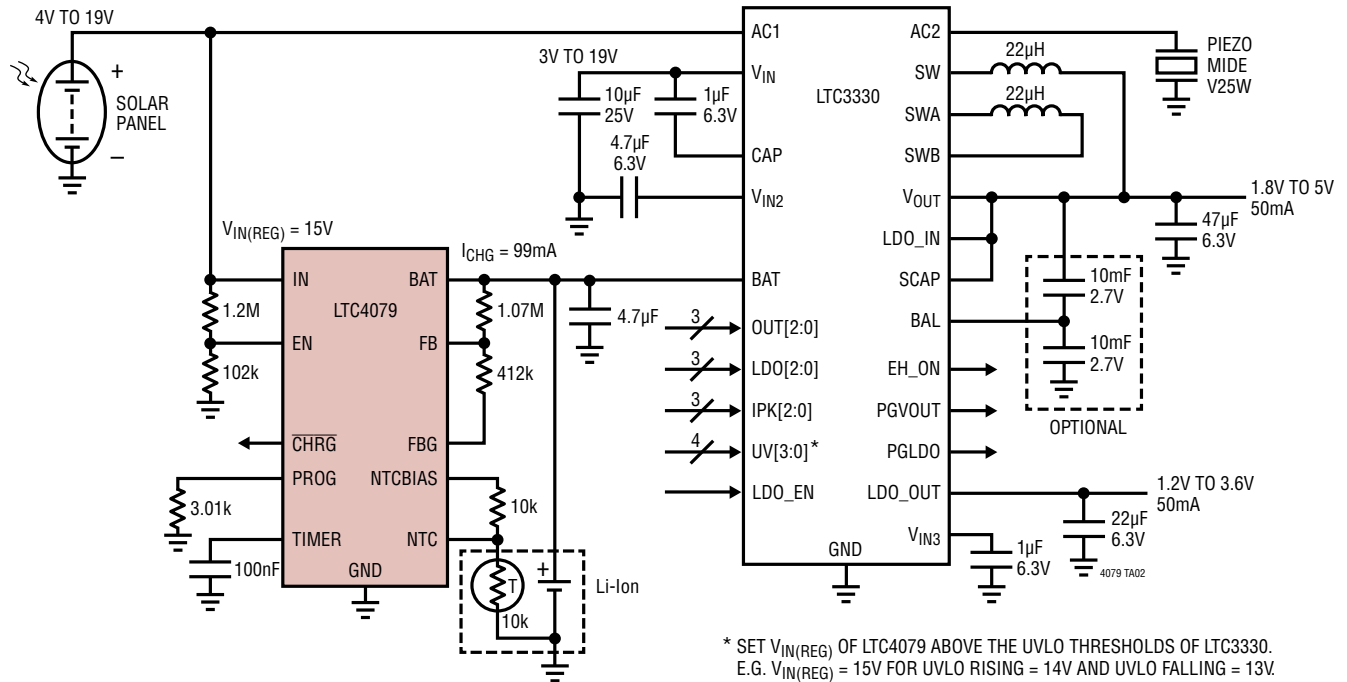 4V TO 19V
+
SOLAR
PANEL
–
3V TO 19V
10µF
25V
1µF
6.3V
4.7µF
6.3V
AC1
VIN
CAP
VIN2
BAT
OUT[2:0]
LDO[2:0]
IPK[2:0]
UV[3:0]*
LDO_EN
3
3
3
4
LTC3330
GND
AC2
SW
SWA
SWB
VOUT
LDO_IN
SCAP
BAL
EH_ON
PGVOUT
PGLDO
LDO_OUT
VIN3
22µH
22µH
PIEZO
MIDE
V25W
1.8V TO 5V
50mA
47µF
6.3V
10mF
2.7V
10mF
2.7V
OPTIONAL
1.2V TO 3.6V
50mA
22µF
6.3V
1µF
6.3V
4079 TA02
VIN(REG) = 15V
ICHG = 99mA
1.2M
102k
3.01k
100nF
IN
EN
CHRG
PROG
TIMER
LTC4079
GND
BAT
FB
FBG
NTCBIAS
NTC
1.07M
412k
4.7µF
10k
T
10k
+
Li-Ion
* SET VIN(REG) OF LTC4079 ABOVE THE UVLO THRESHOLDS OF LTC3330.
E.G. VIN(REG) = 15V FOR UVLO RISING = 14V AND UVLO FALLING = 13V.